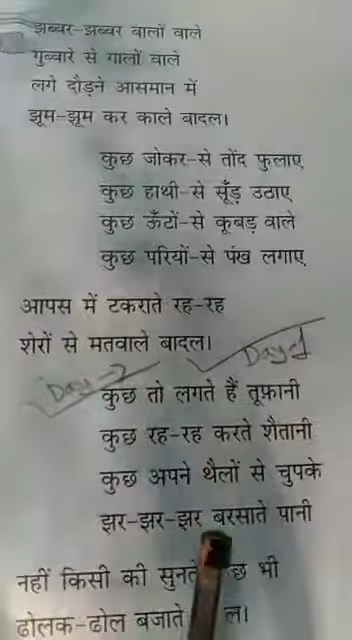 झब्बर-झब्बर बालों वाले
गुब्बारे से गालों वाले
लगे दौड़ने आसमान में
झूम-झूम कर काले बादल।
कुछ जोकर-से तोंद फुलाए
कुछ हाथी-से सूँड़ उठाए
कुछ ऊँटों-से कूबड़ वाले
कुछ परियों-से पंख लगाए
आपस में टकराते रह-रह
शेरों से मतवाले बादल।
Day-1
Day-2
कुछ तो लगते हैं तूफ़ानी
कुछ रह-रह करते शैतानी
कुछ अपने थैलों से चुपके
झर-झर-झर बरसाते पानी
नहीं किसी की सुनते भी
ढोलक-ढोल बजाते